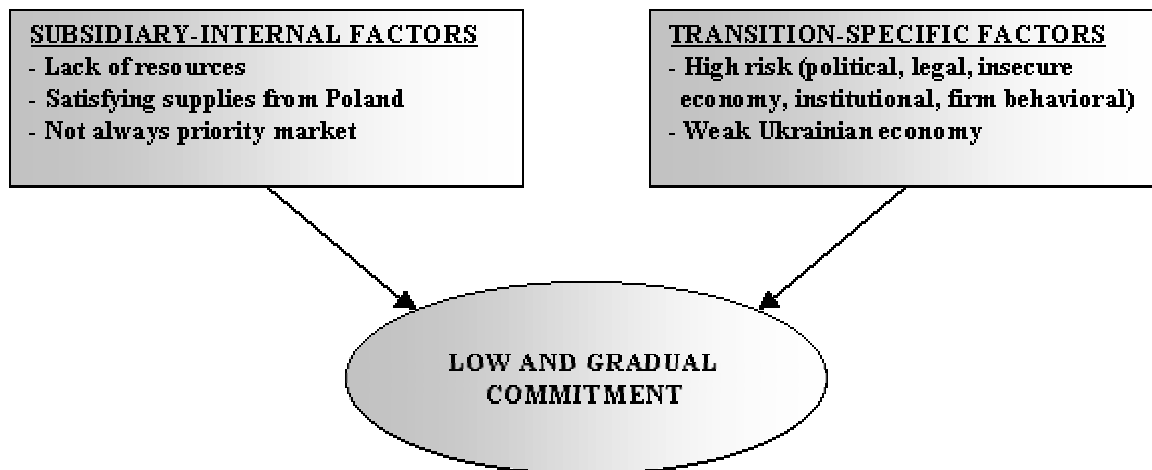 SUBSIDIARY-INTERNAL FACTORS
- Lack of resources
- Satisfying supplies from Poland
- Not always priority market
TRANSITION-SPECIFIC FACTORS
- High risk (political, legal, insecure
economy, institutional, firm behavioral)
- Weak Ukrainian economy
LOW AND GRADUAL
COMMITMENT